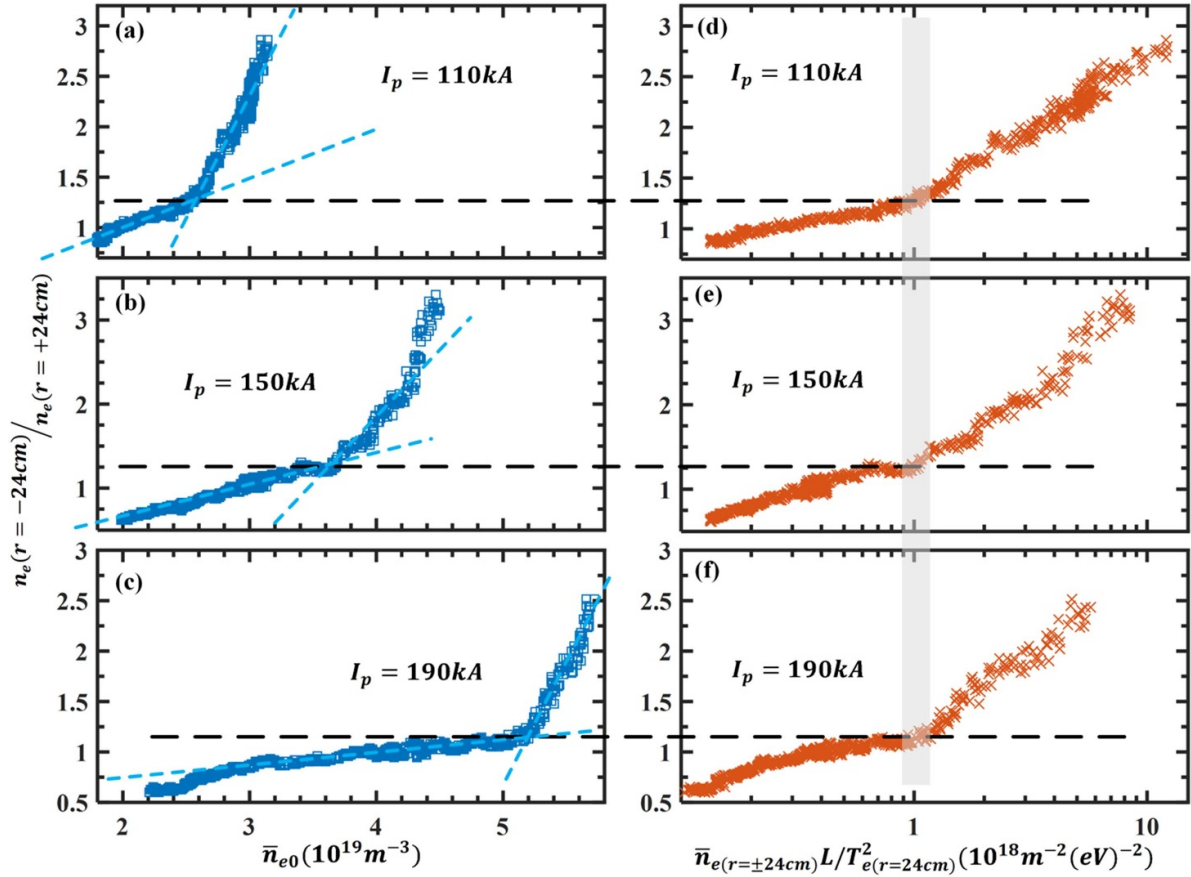 (a)
I_p = 110kA
3
2.5
2
1.5
1
(d)
I_p = 110kA
3
2.5
2
1.5
1
(b)
I_p = 150kA
3
2
1
(e)
I_p = 150kA
3
2
1
(c)
I_p = 190kA
3
2.5
2
1.5
1
0.5
2
3
4
5
(f)
I_p = 190kA
3
2.5
2
1.5
1
0.5
1
10
n_e(r = −24cm)/n_e(r = +24cm)
n̅_e0(10^19 m^−3)
n̅_e(r=±24cm)L/T^2_e(r=24cm)(10^18 m^−2(eV)^−2)